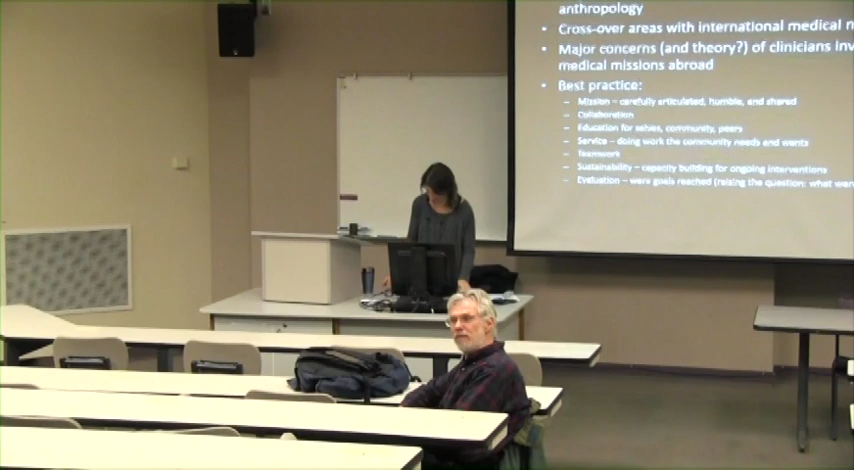 anthropology
• Cross-over areas with international medical
• Major concerns (and theory?) of clinicians
medical missions abroad
• Best practice:
– Mission – carefully articulated, humble, and shared
– Collaboration
– Education for selves, community, peers
– Service – doing work the community needs and wants
– Teamwork
– Sustainability – capacity building for ongoing interventions
– Evaluation – were goals reached (raising the question: what